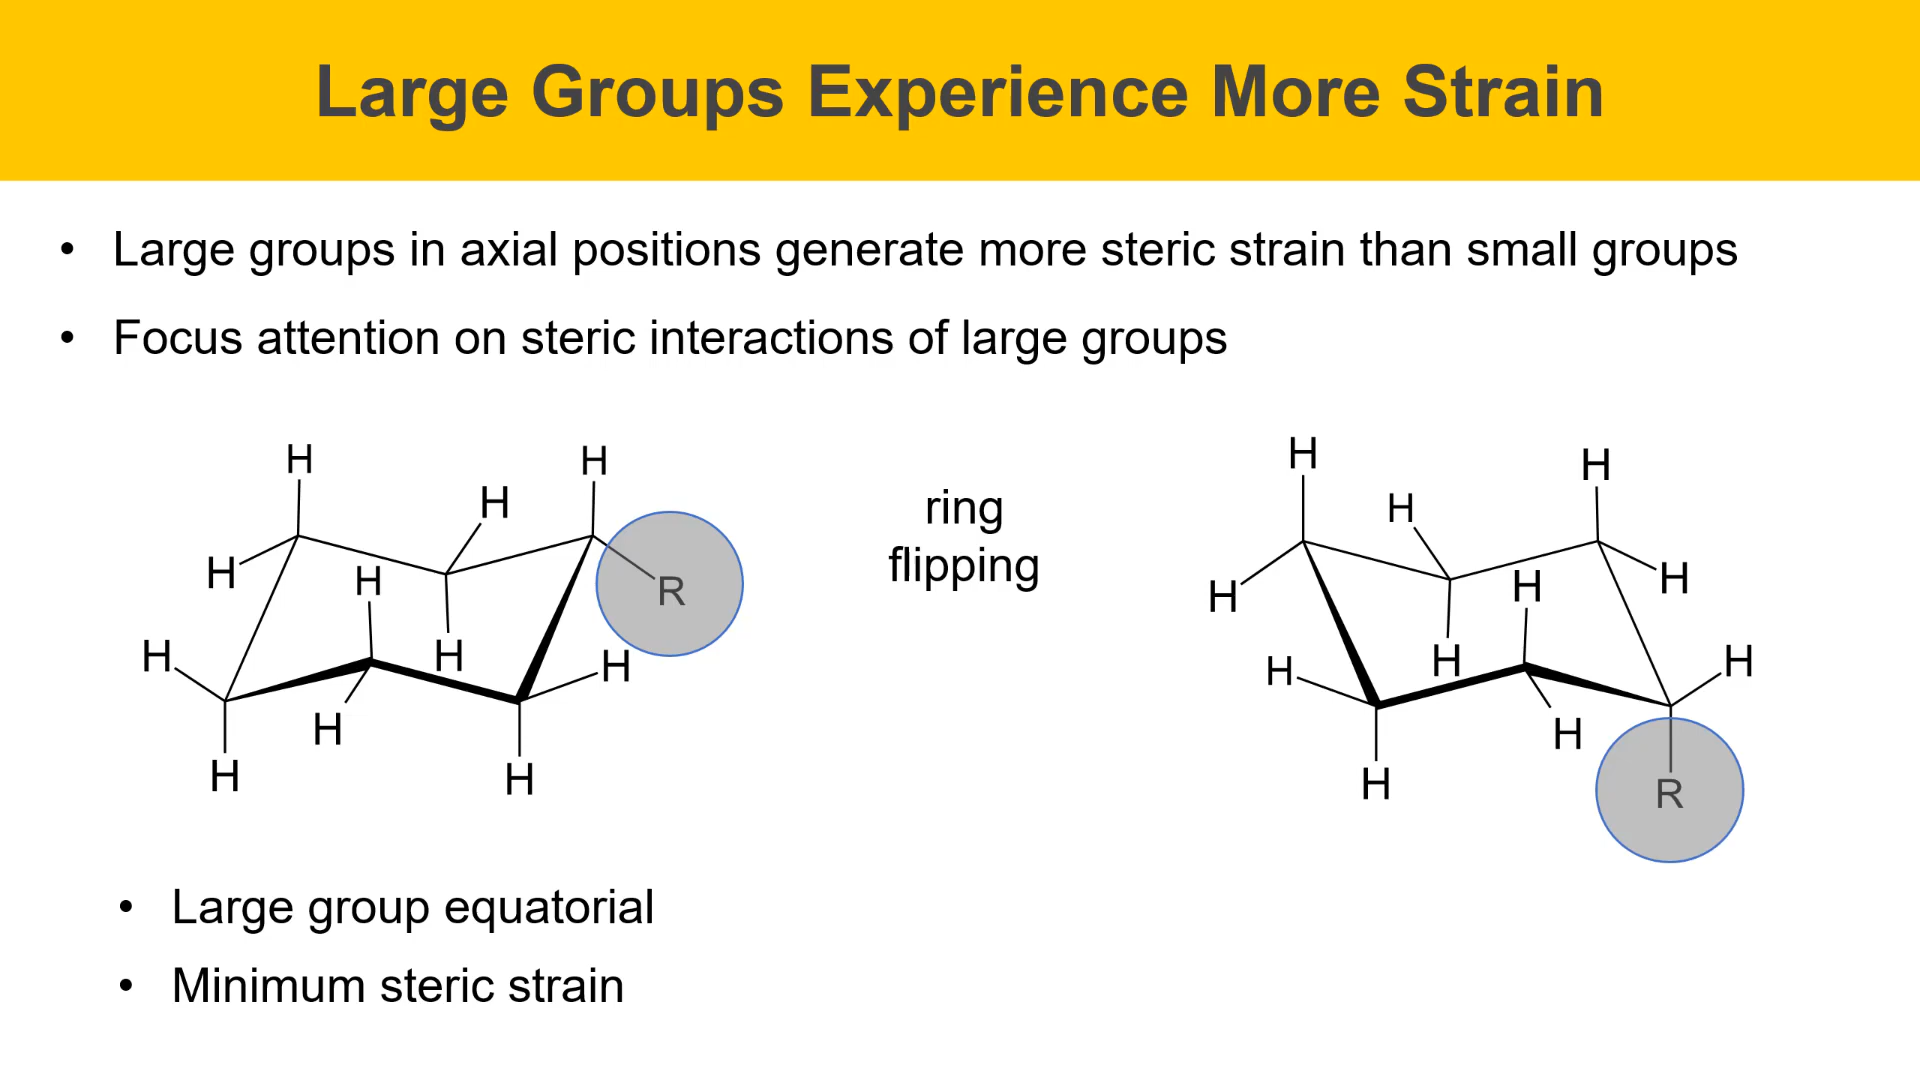 Large Groups Experience More Strain
• Large groups in axial positions generate more steric strain than small groups
• Focus attention on steric interactions of large groups
H
H
H
H
H
R
H
H
H
H
H
H
ring
flipping
H
H
H
H
H
H
H
H
H
H
H
R
• Large group equatorial
• Minimum steric strain